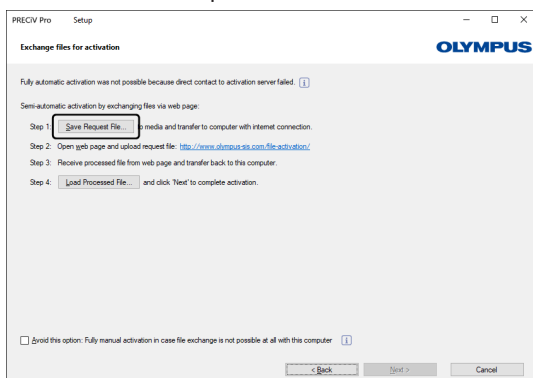 PRECiV Pro Setup
Exchange files for activation
OLYMPUS
Fully automatic activation was not possible because direct contact to activation server failed. i
Semi-automatic activation by exchanging files via web page:
Step 1: Save Request File... to media and transfer to computer with internet connection.
Step 2: Open web page and upload request file: http://www.olympus-sis.com/file-activation/
Step 3: Receive processed file from web page and transfer back to this computer.
Step 4: Load Processed File... and click 'Next' to complete activation.
Avoid this option: Fully manual activation in case file exchange is not possible at all with this computer i
< Back Next > Cancel